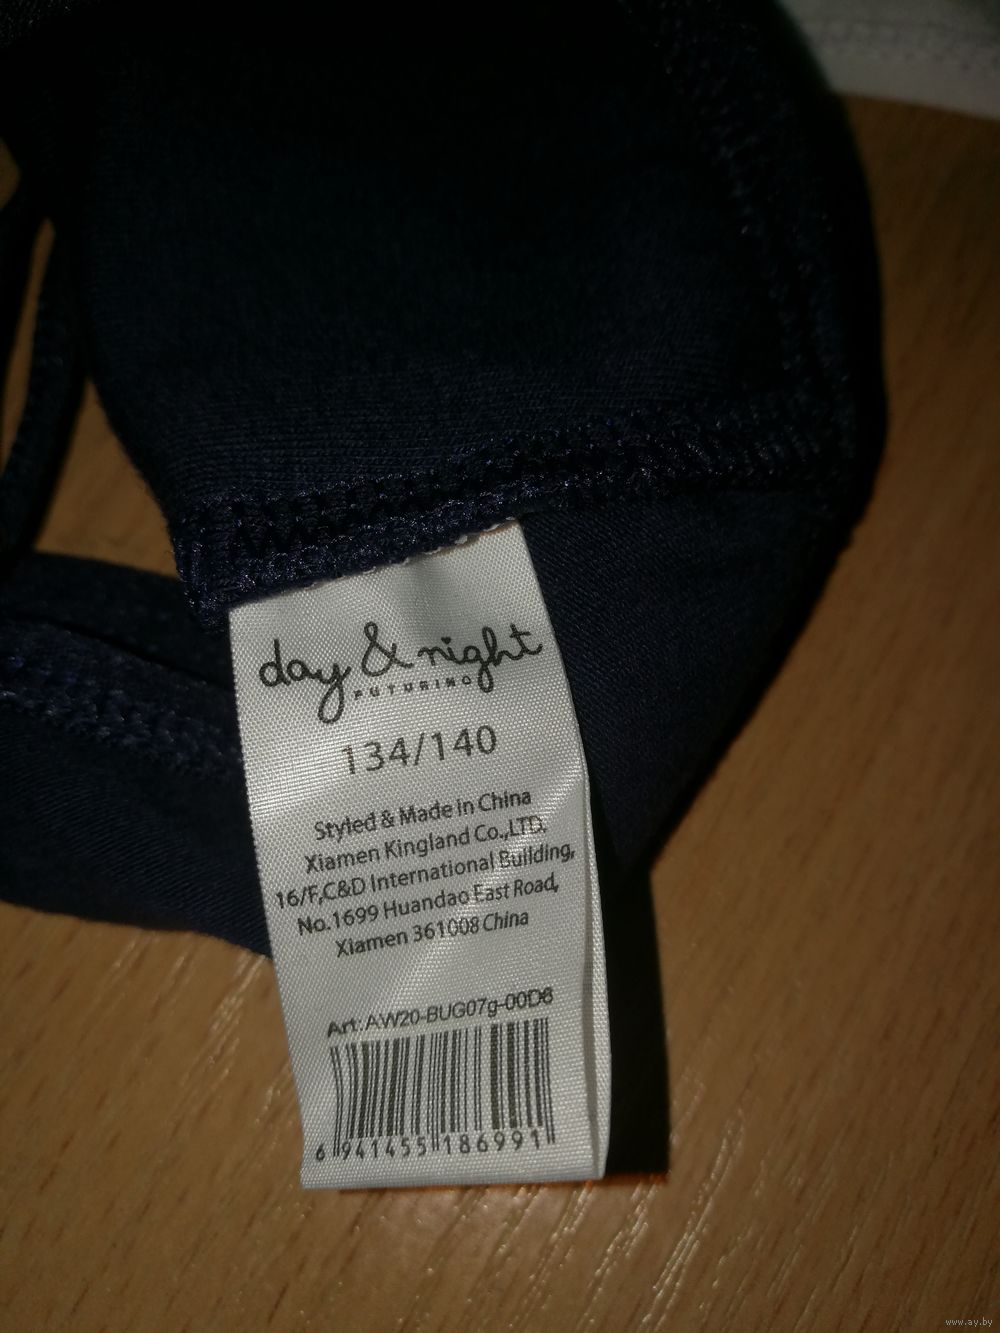 day & night
FUTURINO
134/140
Styled & Made in China
Xiamen Kingland Co.,LTD.
16/F,C&D International Building,
No.1699 Huandao East Road,
Xiamen 361008 China
Art: AW20-BUG07g-00D6
6 941455 186991
www.ay.by